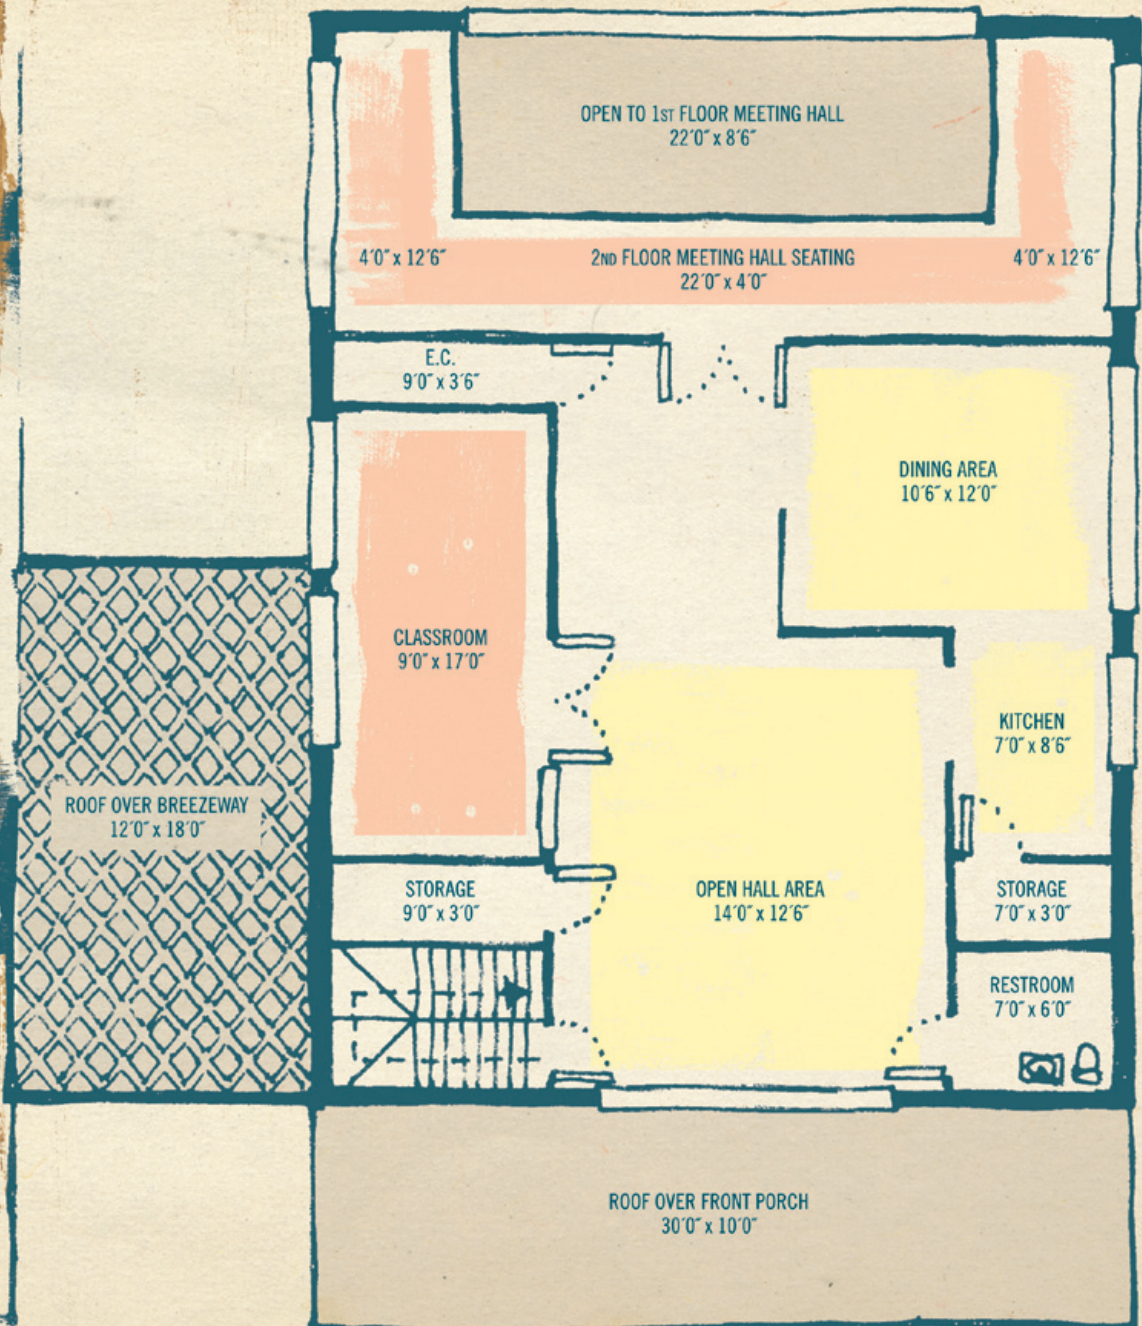 OPEN TO 1ST FLOOR MEETING HALL
22'0" x 8'6"
4'0" x 12'6"
2ND FLOOR MEETING HALL SEATING
22'0" x 4'0"
4'0" x 12'6"
E.C.
9'0" x 3'6"
DINING AREA
10'6" x 12'0"
CLASSROOM
9'0" x 17'0"
KITCHEN
7'0" x 8'6"
ROOF OVER BREEZEWAY
12'0" x 18'0"
STORAGE
9'0" x 3'0"
OPEN HALL AREA
14'0" x 12'6"
STORAGE
7'0" x 3'0"
RESTROOM
7'0" x 6'0"
ROOF OVER FRONT PORCH
30'0" x 10'0"